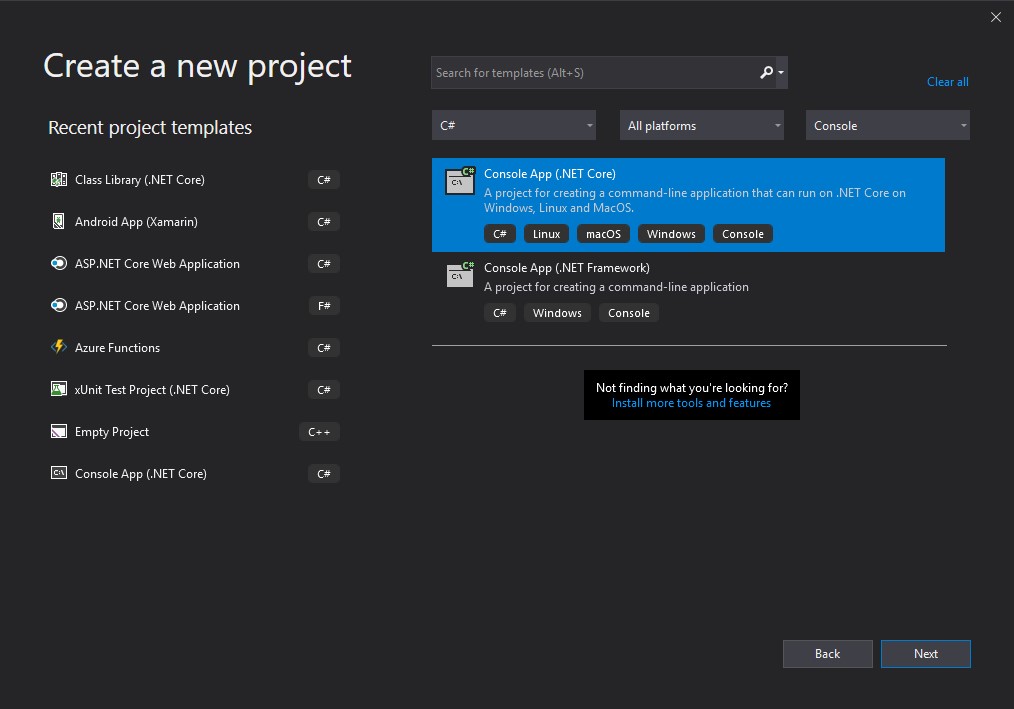 Create a new project
Search for templates (Alt+S)
Clear all
C#
All platforms
Console
Recent project templates
Class Library (.NET Core) C#
Android App (Xamarin) C#
ASP.NET Core Web Application C#
ASP.NET Core Web Application F#
Azure Functions C#
xUnit Test Project (.NET Core) C#
Empty Project C++
Console App (.NET Core) C#
C#
C:\
Console App (.NET Core)
A project for creating a command-line application that can run on .NET Core on
Windows, Linux and MacOS.
C# Linux macOS Windows Console
C#
C:\
Console App (.NET Framework)
A project for creating a command-line application
C# Windows Console
Not finding what you're looking for?
Install more tools and features
Back
Next